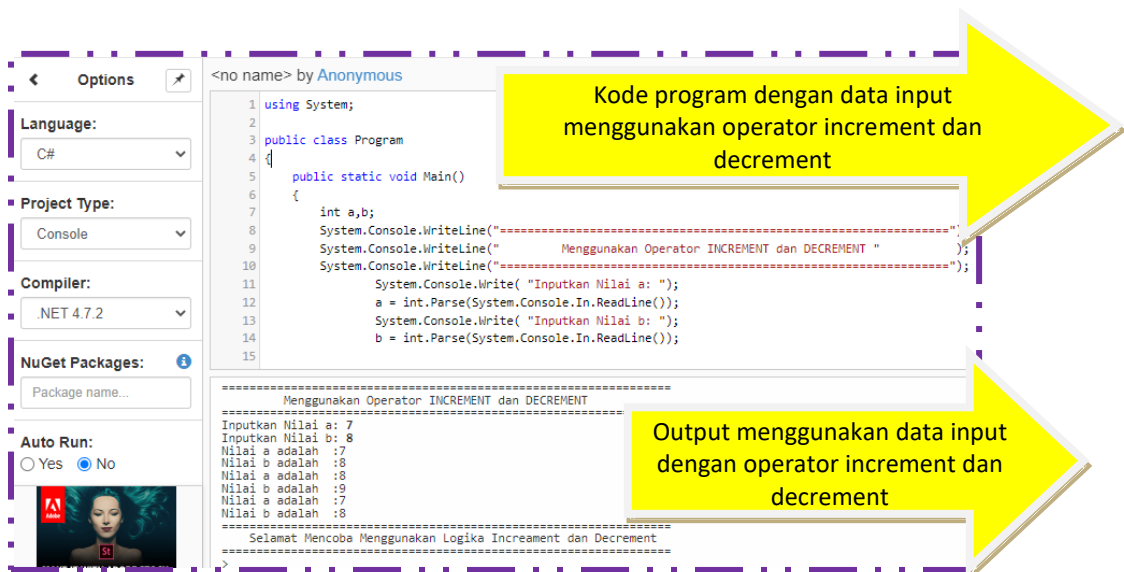 Options
Language:
C#
Project Type:
Console
Compiler:
.NET 4.7.2
NuGet Packages:
Package name...
Auto Run:
Yes No
Adobe
St
<no name> by Anonymous
1 using System;
2
3 public class Program
4 {
5 public static void Main()
6 {
7 int a,b;
8 System.Console.WriteLine("=================================================================")
9 System.Console.WriteLine(" Menggunakan Operator INCREMENT dan DECREMENT " );
10 System.Console.WriteLine("=================================================================");
11 System.Console.Write( "Inputkan Nilai a: ");
12 a = int.Parse(System.Console.In.ReadLine());
13 System.Console.Write( "Inputkan Nilai b: ");
14 b = int.Parse(System.Console.In.ReadLine());
15
Kode program dengan data input
menggunakan operator increment dan
decrement
=================================================================
Menggunakan Operator INCREMENT dan DECREMENT
=================================================================
Inputkan Nilai a: 7
Inputkan Nilai b: 8
Nilai a adalah :7
Nilai b adalah :8
Nilai a adalah :8
Nilai b adalah :9
Nilai a adalah :7
Nilai b adalah :8
=================================================================
Selamat Mencoba Menggunakan Logika Increament dan Decrement
=================================================================
>
Output menggunakan data input
dengan operator increment dan
decrement